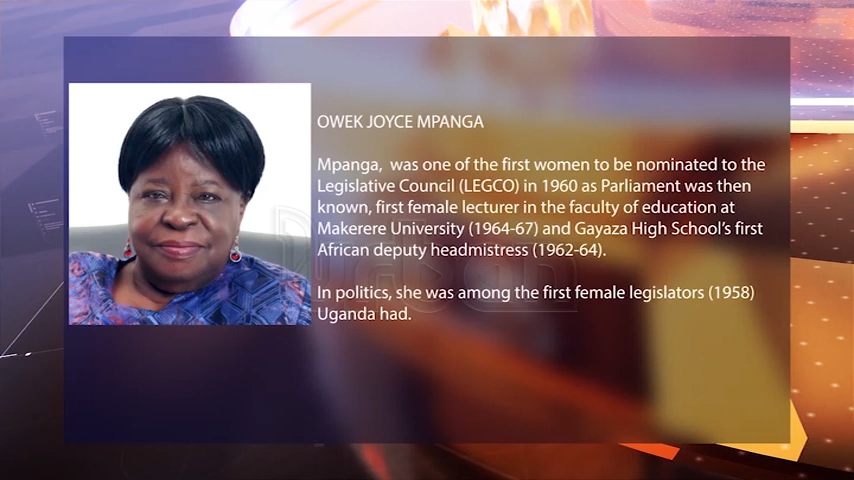 OWEK JOYCE MPANGA
Mpanga, was one of the first women to be nominated to the
Legislative Council (LEGCO) in 1960 as Parliament was then
known, first female lecturer in the faculty of education at
Makerere University (1964-67) and Gayaza High School's first
African deputy headmistress (1962-64).
In politics, she was among the first female legislators (1958)
Uganda had.